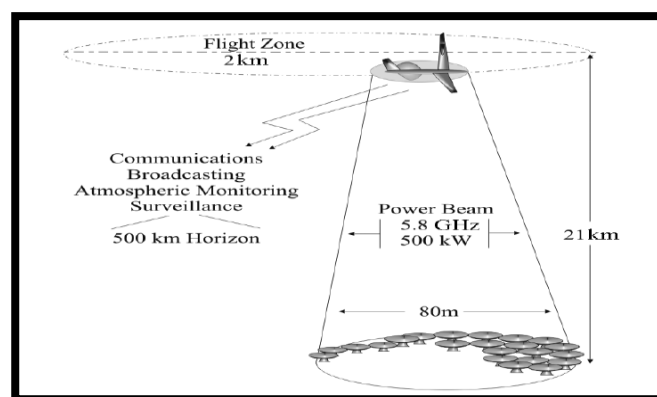 Flight Zone
2km
Communications
Broadcasting
Atmospheric Monitoring
Surveillance
500 km Horizon
Power Beam
5.8 GHz
500 kW
21km
80m